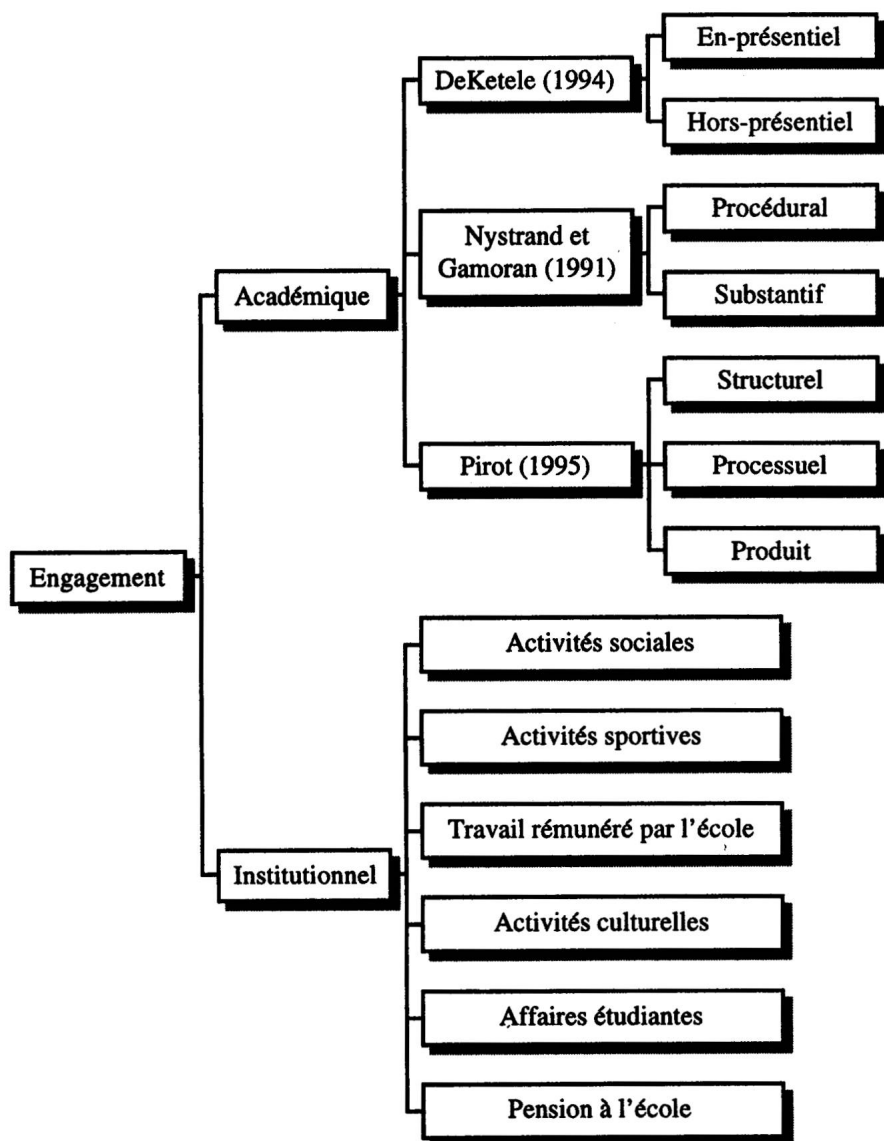 En-présentiel
DeKetele (1994)
Hors-présentiel
Procédural
Nystrand et
Gamoran (1991)
Substantif
Académique
Structurel
Pirot (1995)
Processuel
Produit
Engagement
Activités sociales
Activités sportives
Travail rémunéré par l'école
Institutionnel
Activités culturelles
Affaires étudiantes
Pension à l'école